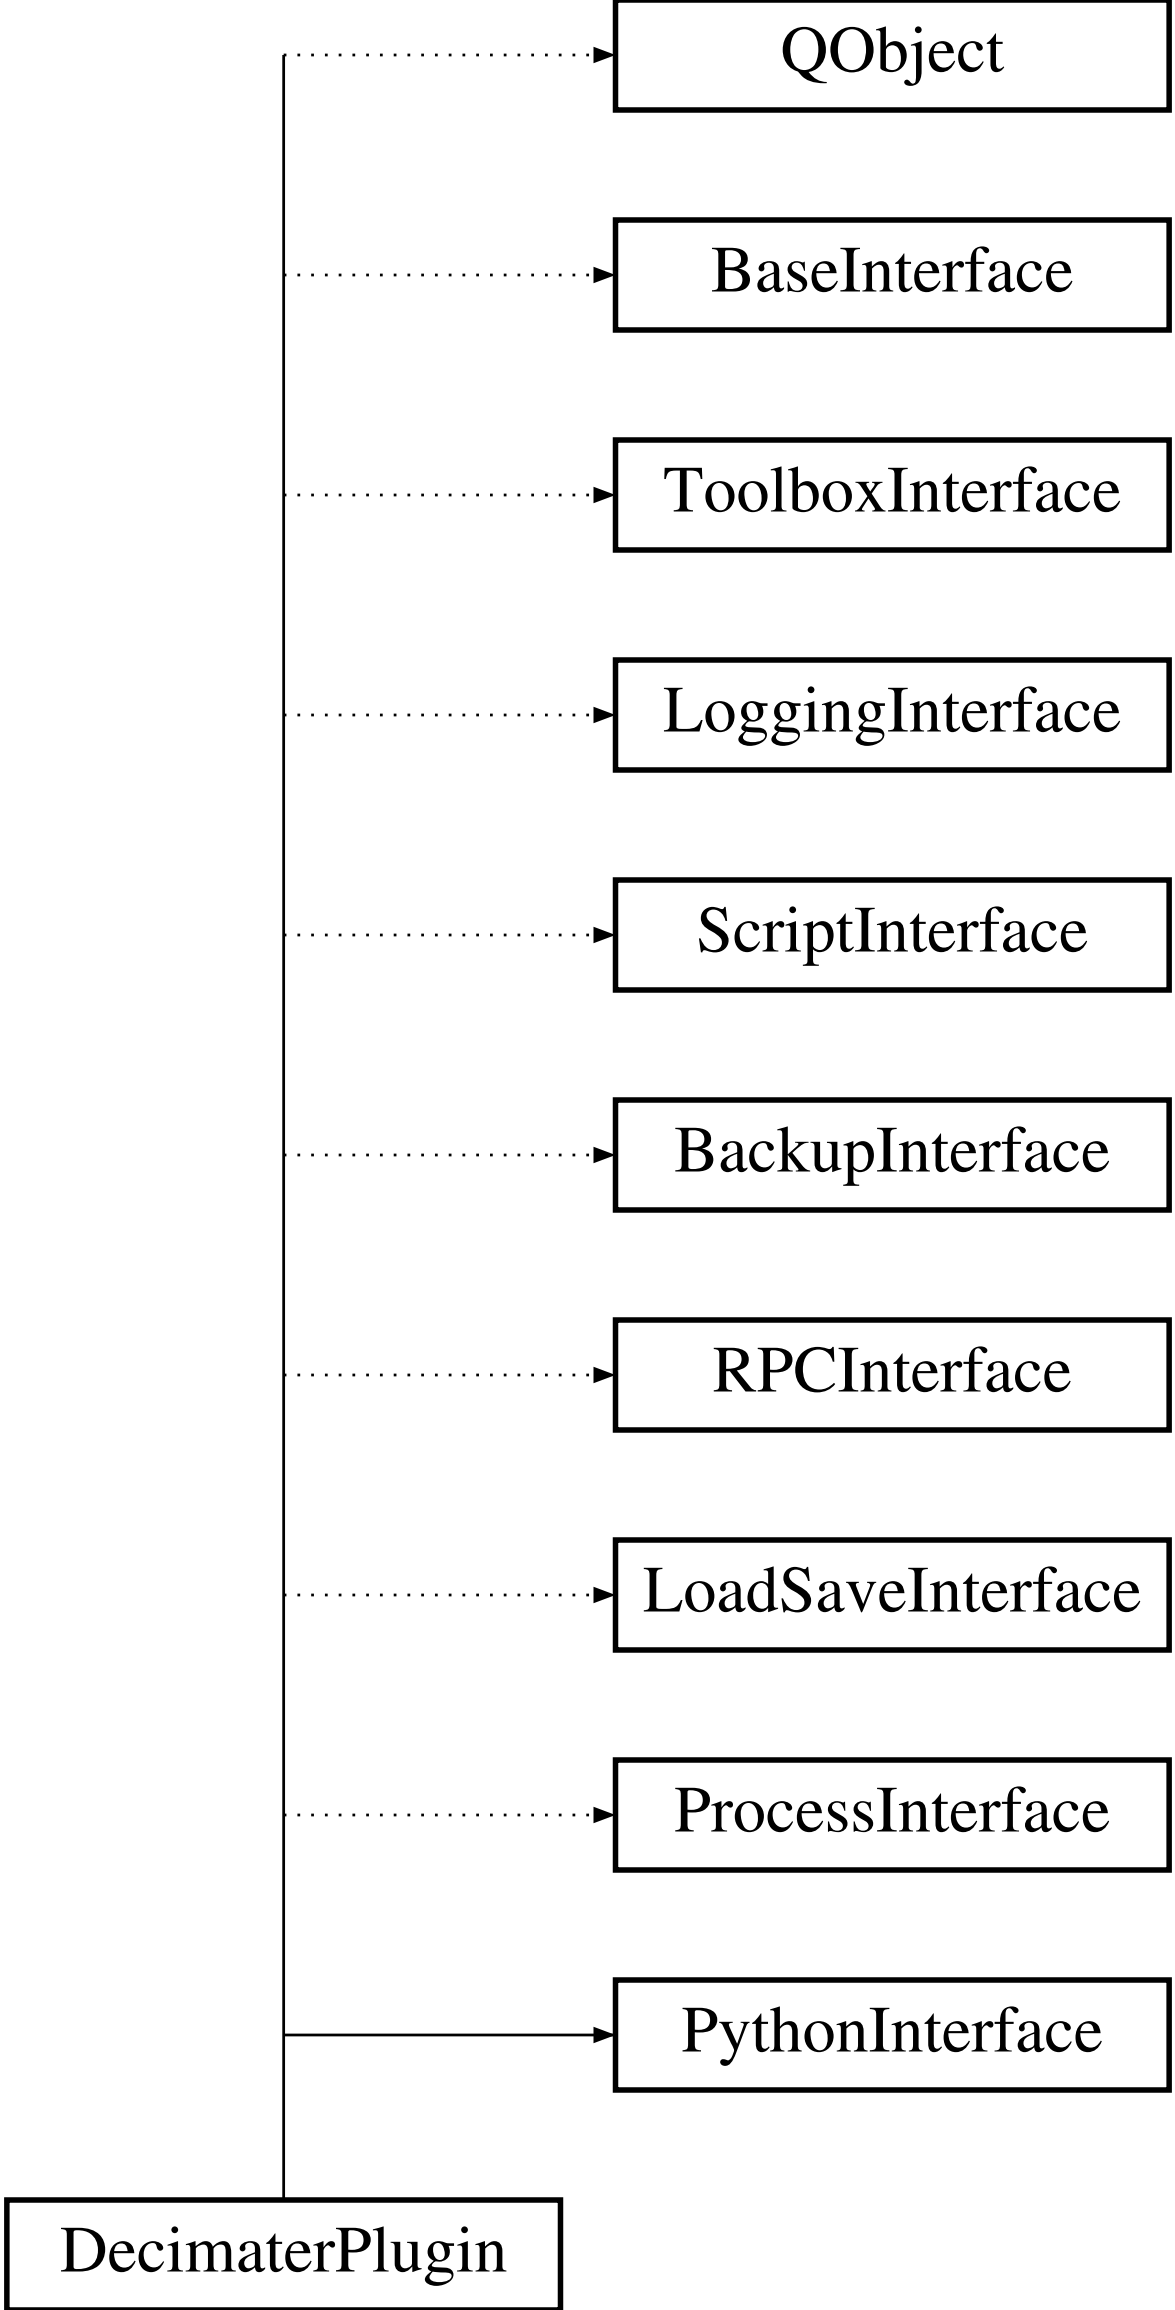 QObject
BaseInterface
ToolboxInterface
LoggingInterface
ScriptInterface
BackupInterface
RPCInterface
LoadSaveInterface
ProcessInterface
PythonInterface
DecimaterPlugin